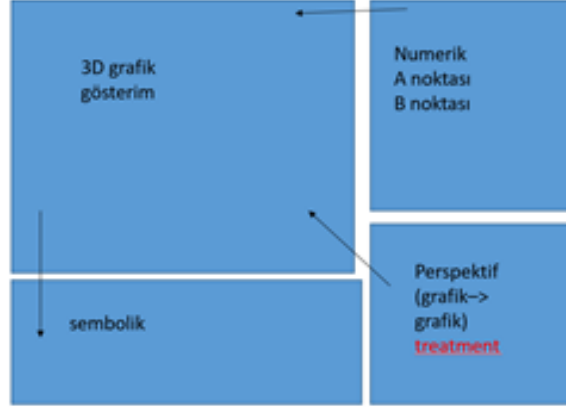 3D grafik
gösterim
Numerik
A noktası
B noktası
sembolik
Perspektif
(grafik–>
grafik)
treatment